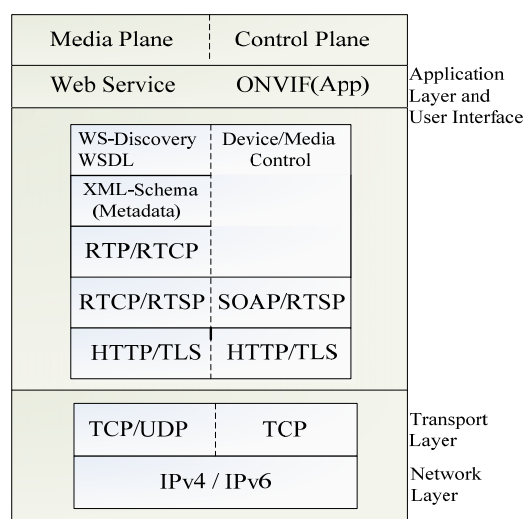 Media Plane Control Plane
Web Service ONVIF(App)
Application
Layer and
User Interface
WS-Discovery
WSDL
Device/Media
Control
XML-Schema
(Metadata)
RTP/RTCP
RTCP/RTSP SOAP/RTSP
HTTP/TLS HTTP/TLS
TCP/UDP TCP
Transport
Layer
IPv4 / IPv6
Network
Layer